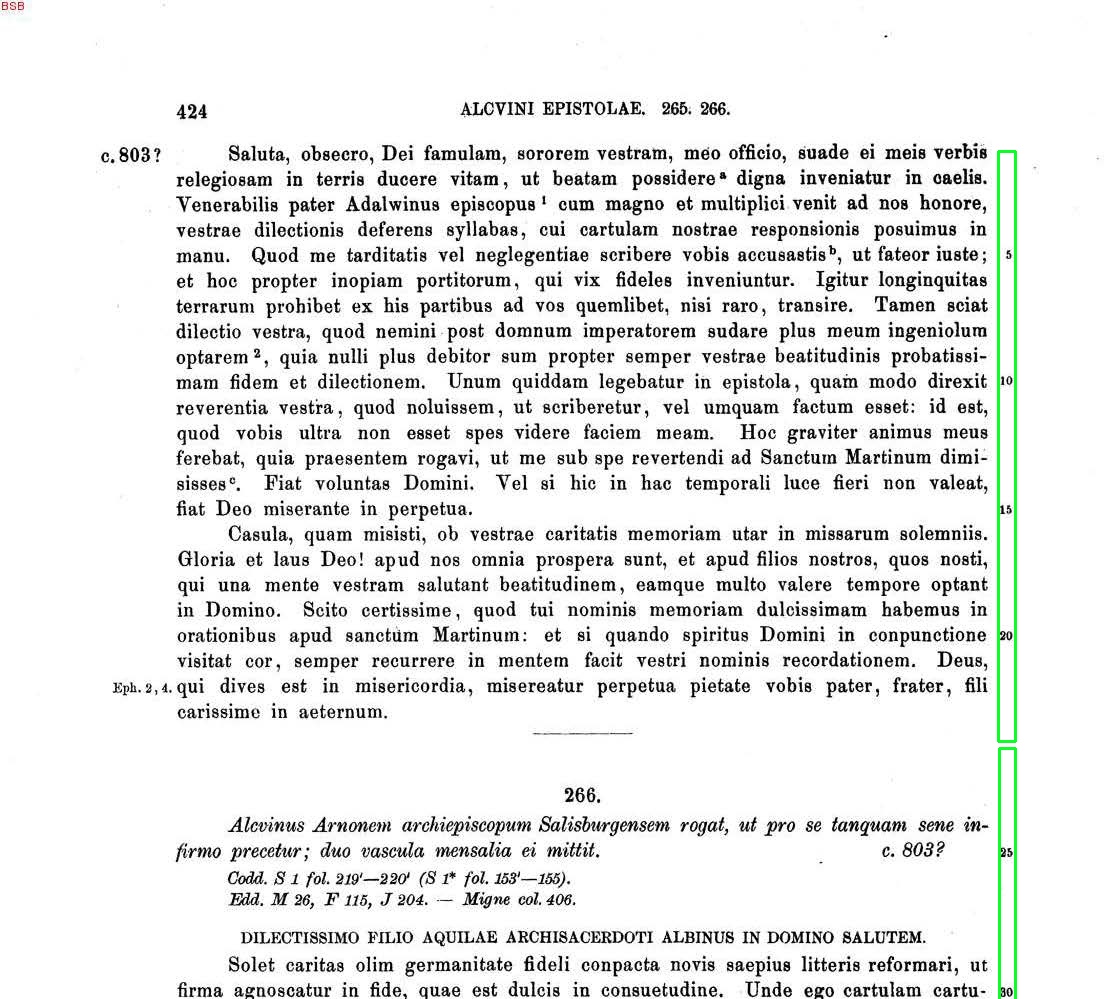 BSB
424 ALCVINI EPISTOLAE. 265. 266.
c. 803? Saluta, obsecro, Dei famulam, sororem vestram, meo officio, suade ei meis verbis
relegiosam in terris ducere vitam, ut beatam possidere a digna inveniatur in caelis.
Venerabilis pater Adalwinus episcopus 1 cum magno et multiplici venit ad nos honore,
vestrae dilectionis deferens syllabas, cui cartulam nostrae responsionis posuimus in
manu. Quod me tarditatis vel neglegentiae scribere vobis accusastis b, ut fateor iuste; 5
et hoc propter inopiam portitorum, qui vix fideles inveniuntur. Igitur longinquitas
terrarum prohibet ex his partibus ad vos quemlibet, nisi raro, transire. Tamen sciat
dilectio vestra, quod nemini post domnum imperatorem sudare plus meum ingeniolum
optarem 2, quia nulli plus debitor sum propter semper vestrae beatitudinis probatissi-
mam fidem et dilectionem. Unum quiddam legebatur in epistola, quam modo direxit 10
reverentia vestra, quod noluissem, ut scriberetur, vel umquam factum esset: id est,
quod vobis ultra non esset spes videre faciem meam. Hoc graviter animus meus
ferebat, quia praesentem rogavi, ut me sub spe revertendi ad Sanctum Martinum dimi-
sisses c. Fiat voluntas Domini. Vel si hic in hac temporali luce fieri non valeat,
fiat Deo miserante in perpetua. 15
Casula, quam misisti, ob vestrae caritatis memoriam utar in missarum solemniis.
Gloria et laus Deo! apud nos omnia prospera sunt, et apud filios nostros, quos nosti,
qui una mente vestram salutant beatitudinem, eamque multo valere tempore optant
in Domino. Scito certissime, quod tui nominis memoriam dulcissimam habemus in
orationibus apud sanctum Martinum: et si quando spiritus Domini in conpunctione 20
visitat cor, semper recurrere in mentem facit vestri nominis recordationem. Deus,
Eph. 2, 4. qui dives est in misericordia, misereatur perpetua pietate vobis pater, frater, fili
carissime in aeternum.
266.
Alcvinus Arnonem archiepiscopum Salisburgensem rogat, ut pro se tanquam sene in-
firmo precetur; duo vascula mensalia ei mittit. c. 803? 25
Codd. S 1 fol. 219'—220' (S 1* fol. 153'—155).
Edd. M 26, F 115, J 204. — Migne col. 406.
DILECTISSIMO FILIO AQUILAE ARCHISACERDOTI ALBINUS IN DOMINO SALUTEM.
Solet caritas olim germanitate fideli conpacta novis saepius litteris reformari, ut
firma agnoscatur in fide, quae est dulcis in consuetudine. Unde ego cartulam cartu- 30